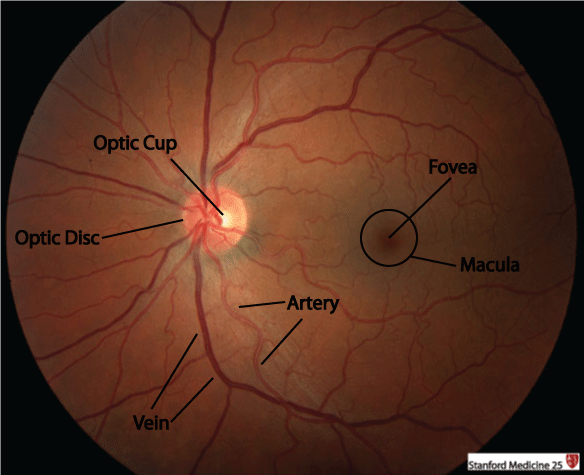 Optic Cup
Fovea
Optic Disc
Macula
Artery
Vein
Stanford Medicine 25